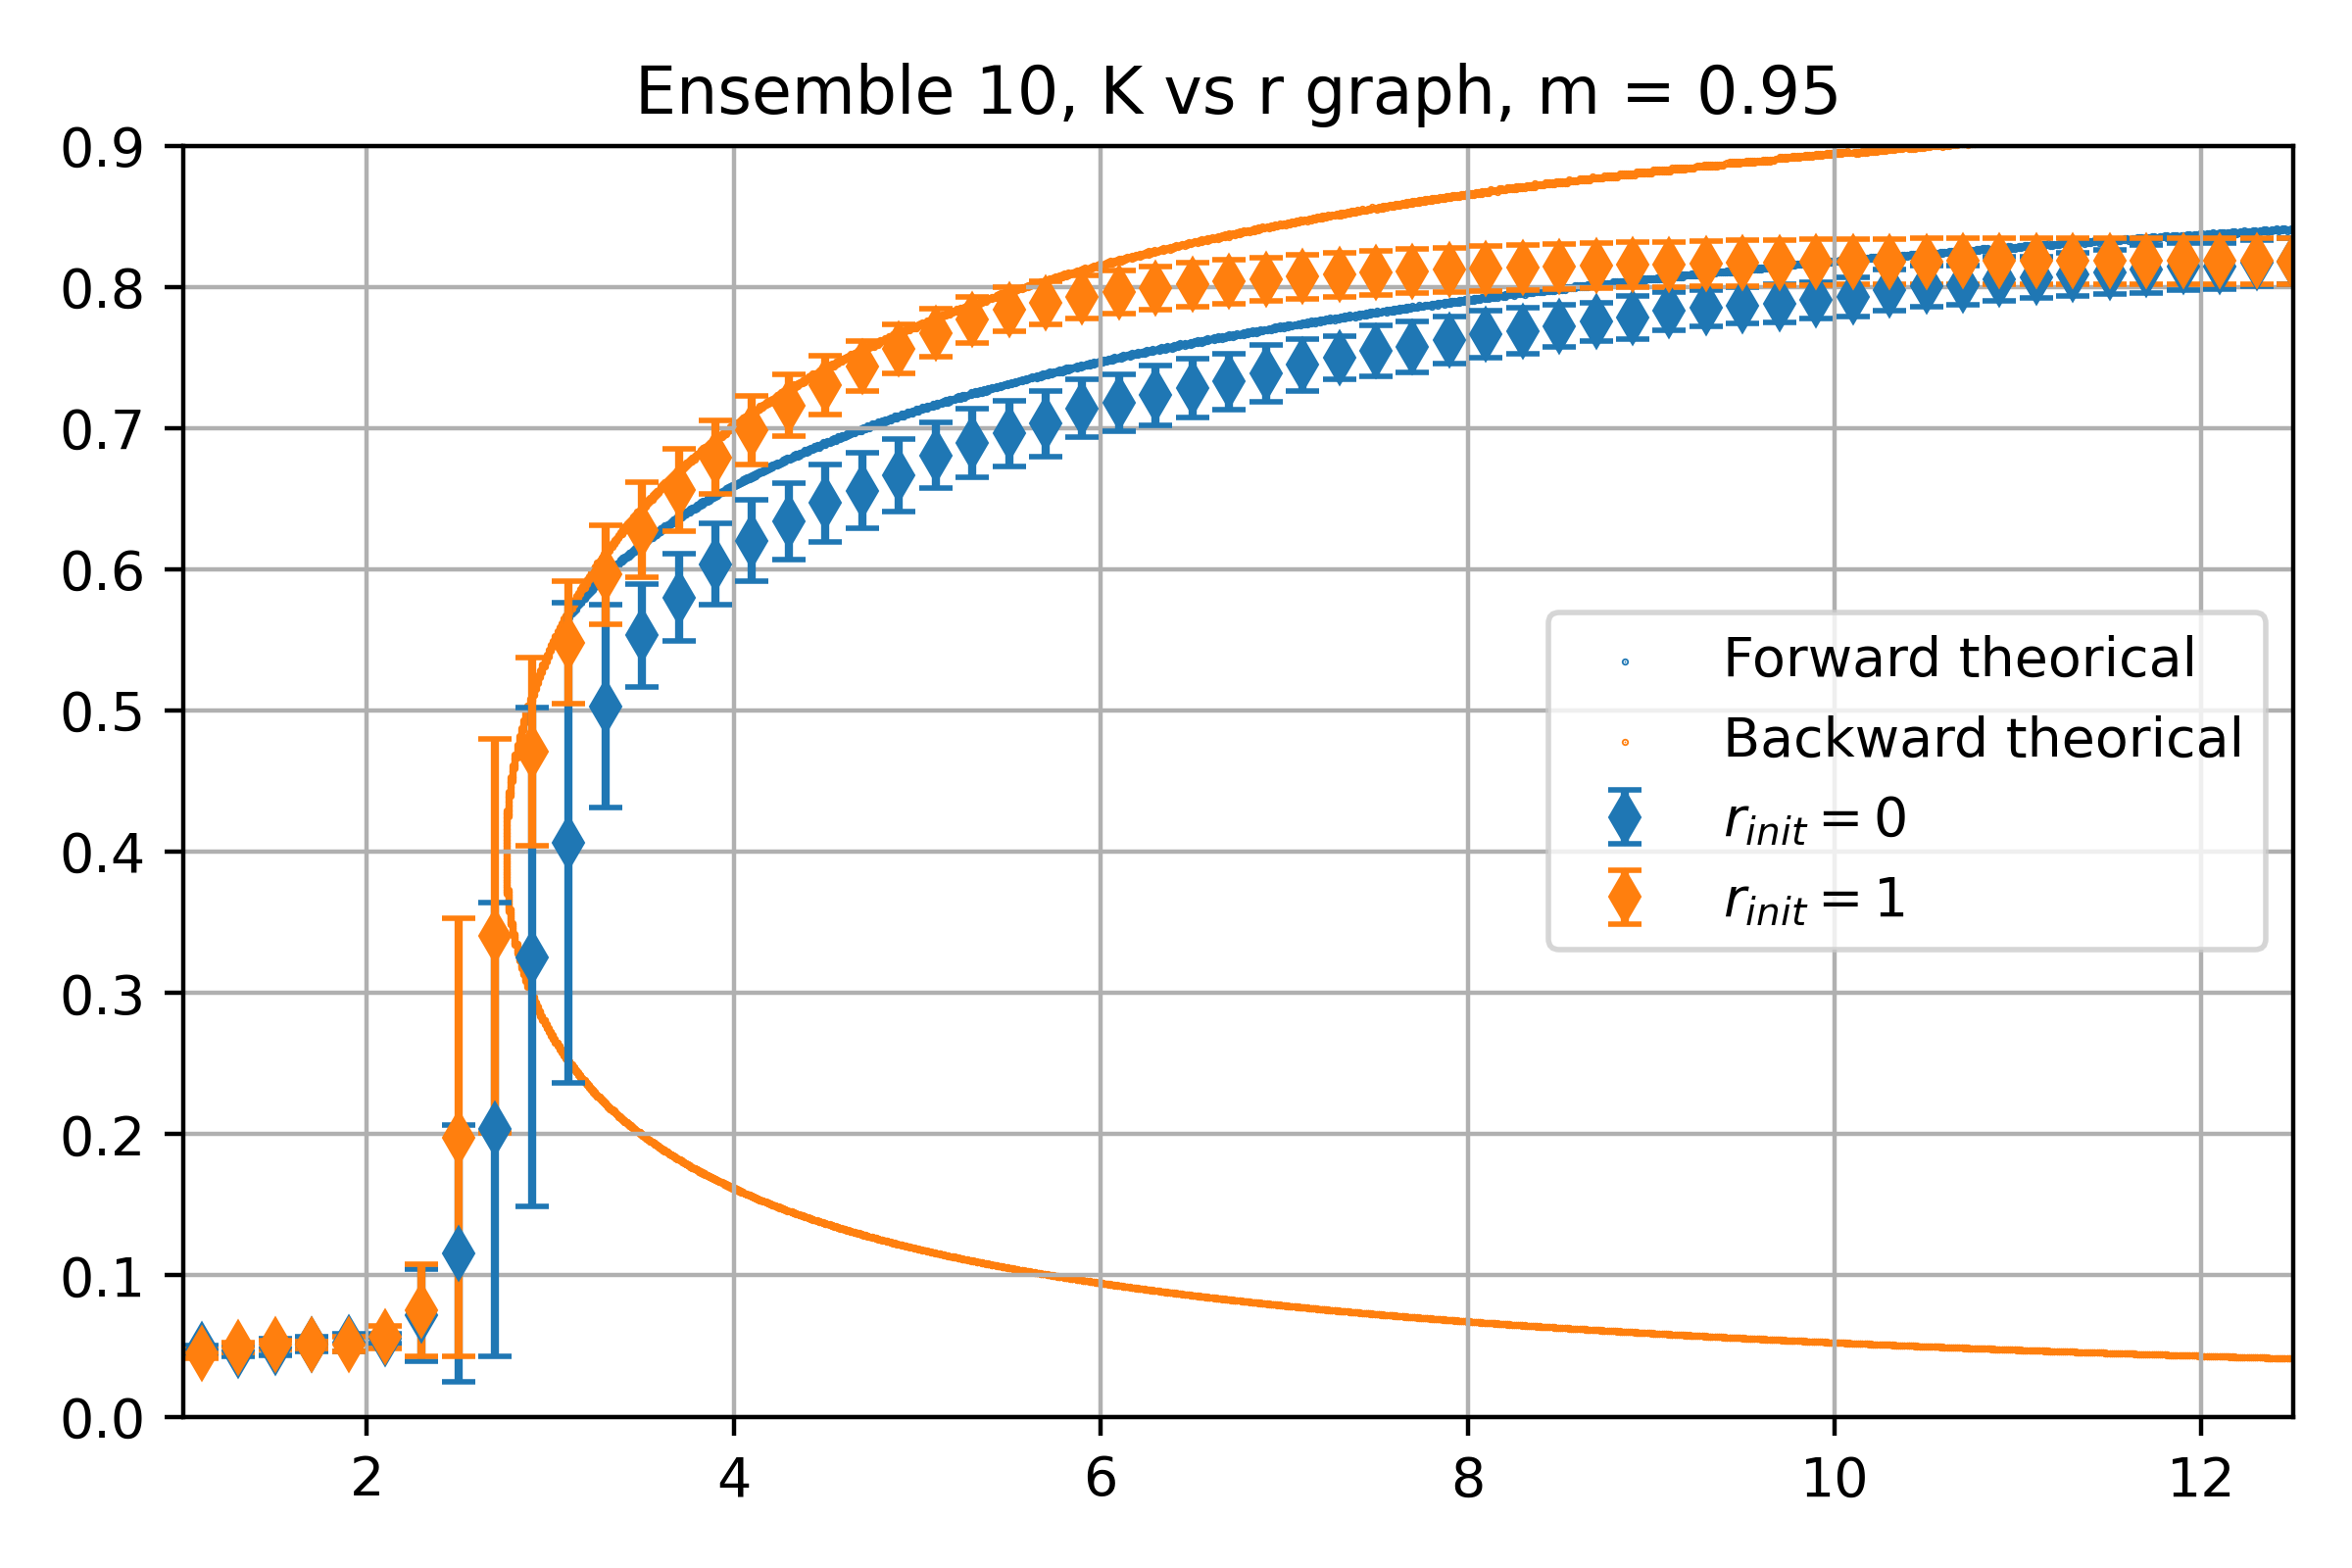 Ensemble 10, K vs r graph, m = 0.95
0.9
0.8
0.7
0.6
0.5
0.4
0.3
0.2
0.1
0.0
Forward theorical
Backward theorical
r_init = 0
r_init = 1
2 4 6 8 10 12